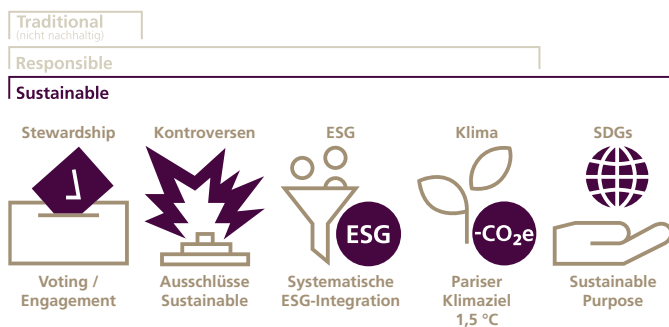 Traditional
(nicht nachhaltig)
Responsible
Sustainable
Stewardship
Kontroversen
ESG
Klima
SDGs
ESG
-CO₂e
Voting /
Engagement
Ausschlüsse
Sustainable
Systematische
ESG-Integration
Pariser
Klimaziel
1,5 °C
Sustainable
Purpose